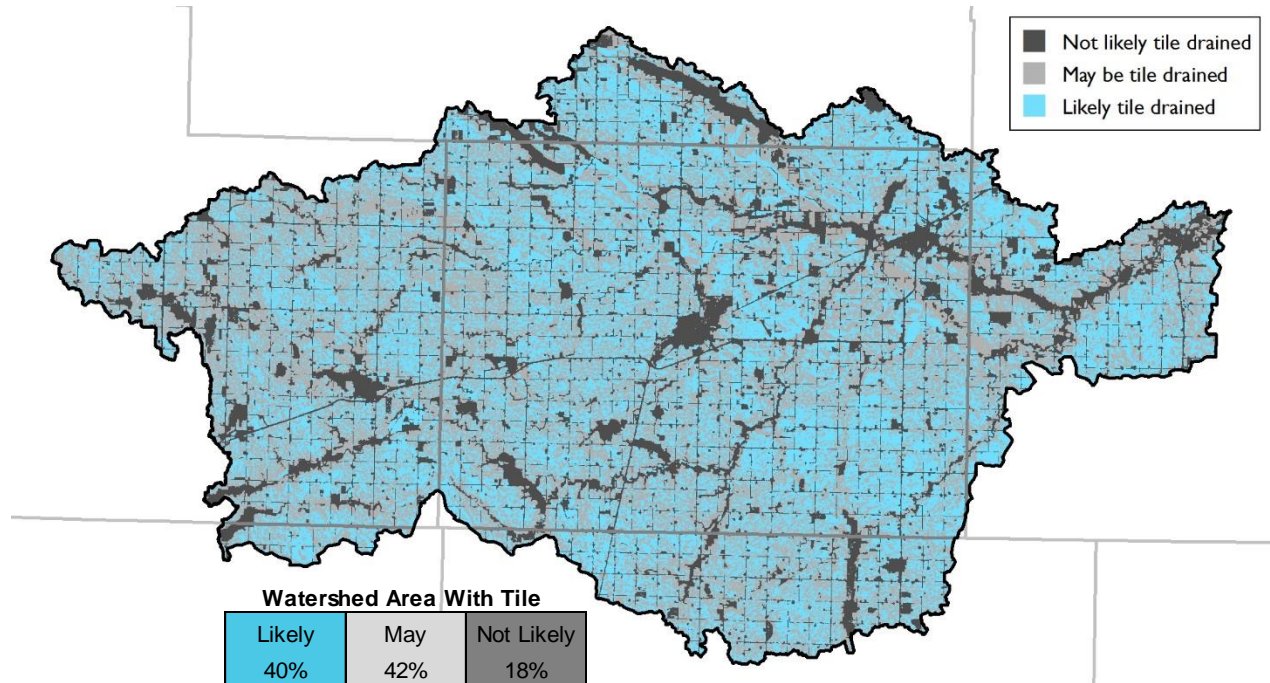 Not likely tile drained
May be tile drained
Likely tile drained
Watershed Area With Tile
Likely May Not Likely
40% 42% 18%